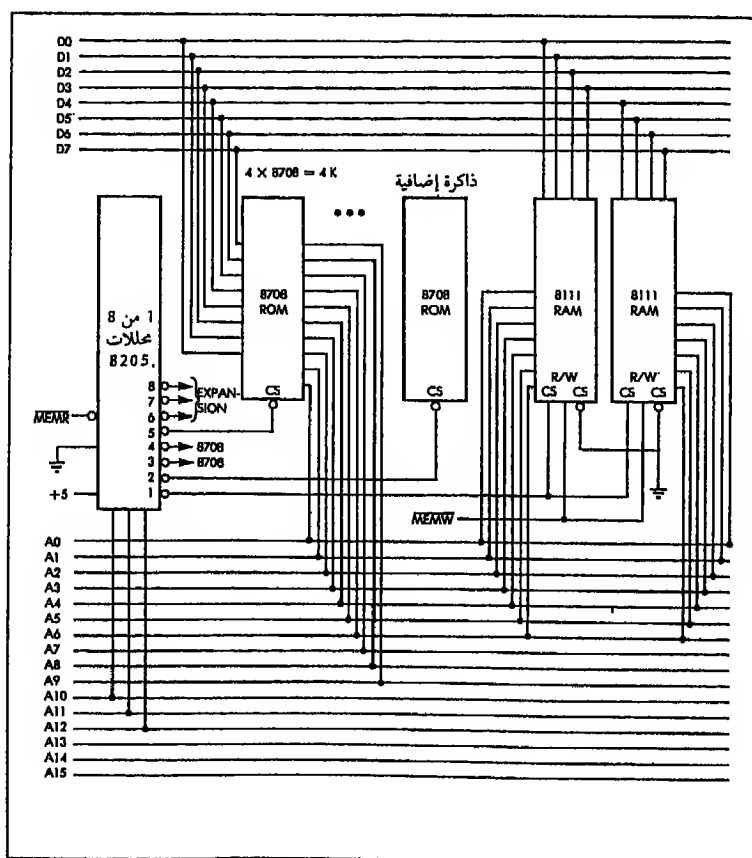 D0
D1
D2
D3
D4
D5
D6
D7
4 X 8708 = 4 K
ذاكرة إضافية
•••
8708
ROM
CS
8708
ROM
CS
8111
RAM
R/W
CS
CS
8111
RAM
R/W
CS
CS
1 من 8
محللات
8205
8
7
6
5
4
3
2
1
EXPAN-
SION
8708
8708
MEMR
+5
MEMW
A0
A1
A2
A3
A4
A5
A6
A7
A8
A9
A10
A11
A12
A13
A14
A15